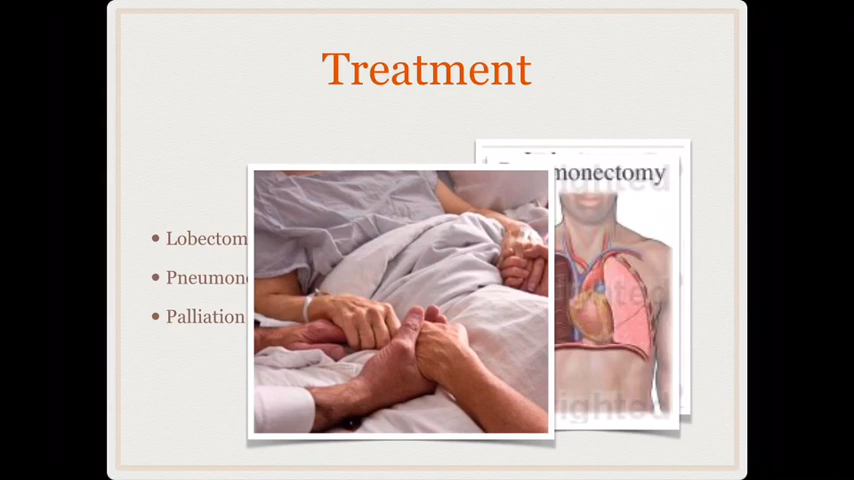 Treatment
monectomy
Lobectom
Pneumon
Palliation